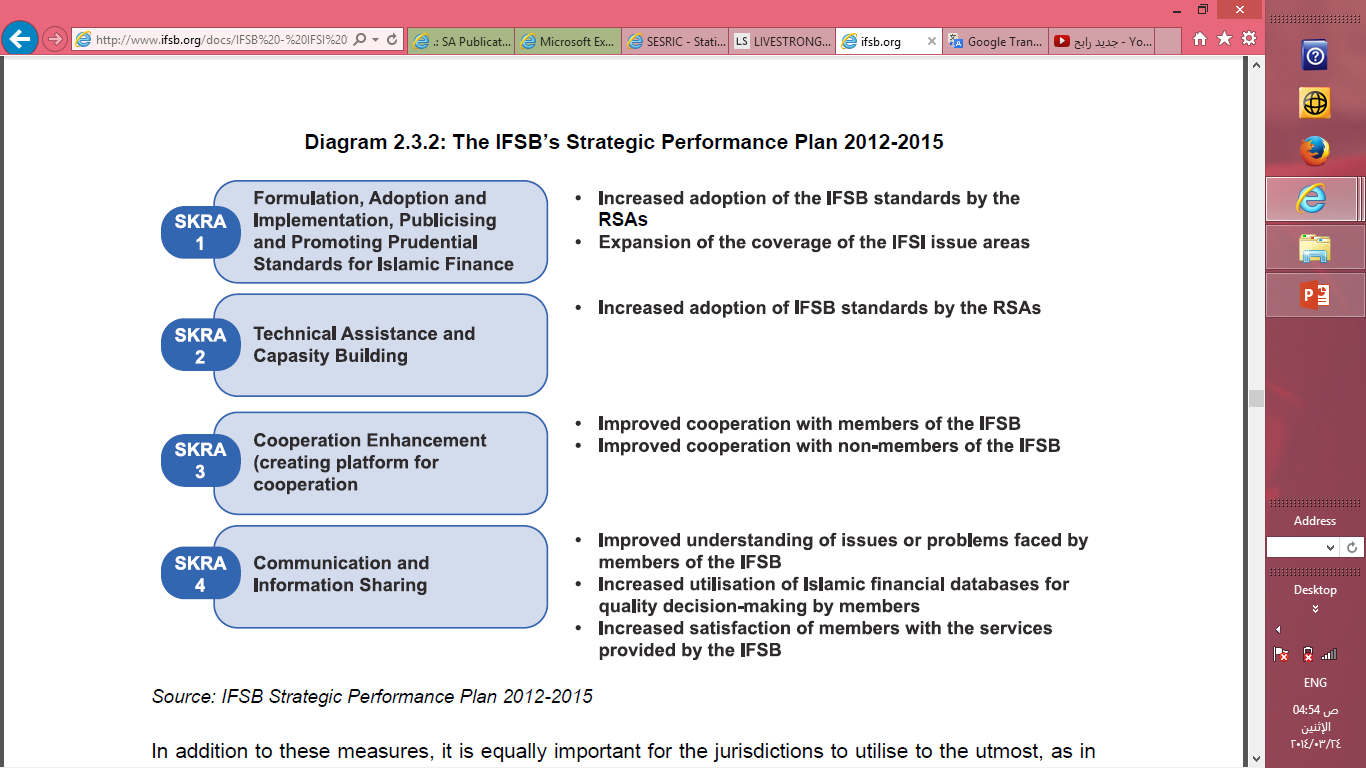 http://www.ifsb.org/docs/IFSB%20-%20IFSI%20
.: SA Publicat...
Microsoft Ex...
SESRIC - Stati...
LS LIVESTRONG...
ifsb.org
Google Tran...
جديد رابح - Yo...
Diagram 2.3.2: The IFSB's Strategic Performance Plan 2012-2015
SKRA
1
Formulation, Adoption and
Implementation, Publicising
and Promoting Prudential
Standards for Islamic Finance
• Increased adoption of the IFSB standards by the
RSAs
• Expansion of the coverage of the IFSI issue areas
SKRA
2
Technical Assistance and
Capasity Building
• Increased adoption of IFSB standards by the RSAs
SKRA
3
Cooperation Enhancement
(creating platform for
cooperation
• Improved cooperation with members of the IFSB
• Improved cooperation with non-members of the IFSB
SKRA
4
Communication and
Information Sharing
• Improved understanding of issues or problems faced by
members of the IFSB
• Increased utilisation of Islamic financial databases for
quality decision-making by members
• Increased satisfaction of members with the services
provided by the IFSB
Source: IFSB Strategic Performance Plan 2012-2015
In addition to these measures, it is equally important for the jurisdictions to utilise to the utmost, as in
Address
Desktop
ENG
04:54 ص
الإثنين
٢٠١٤/٠٣/٢٤